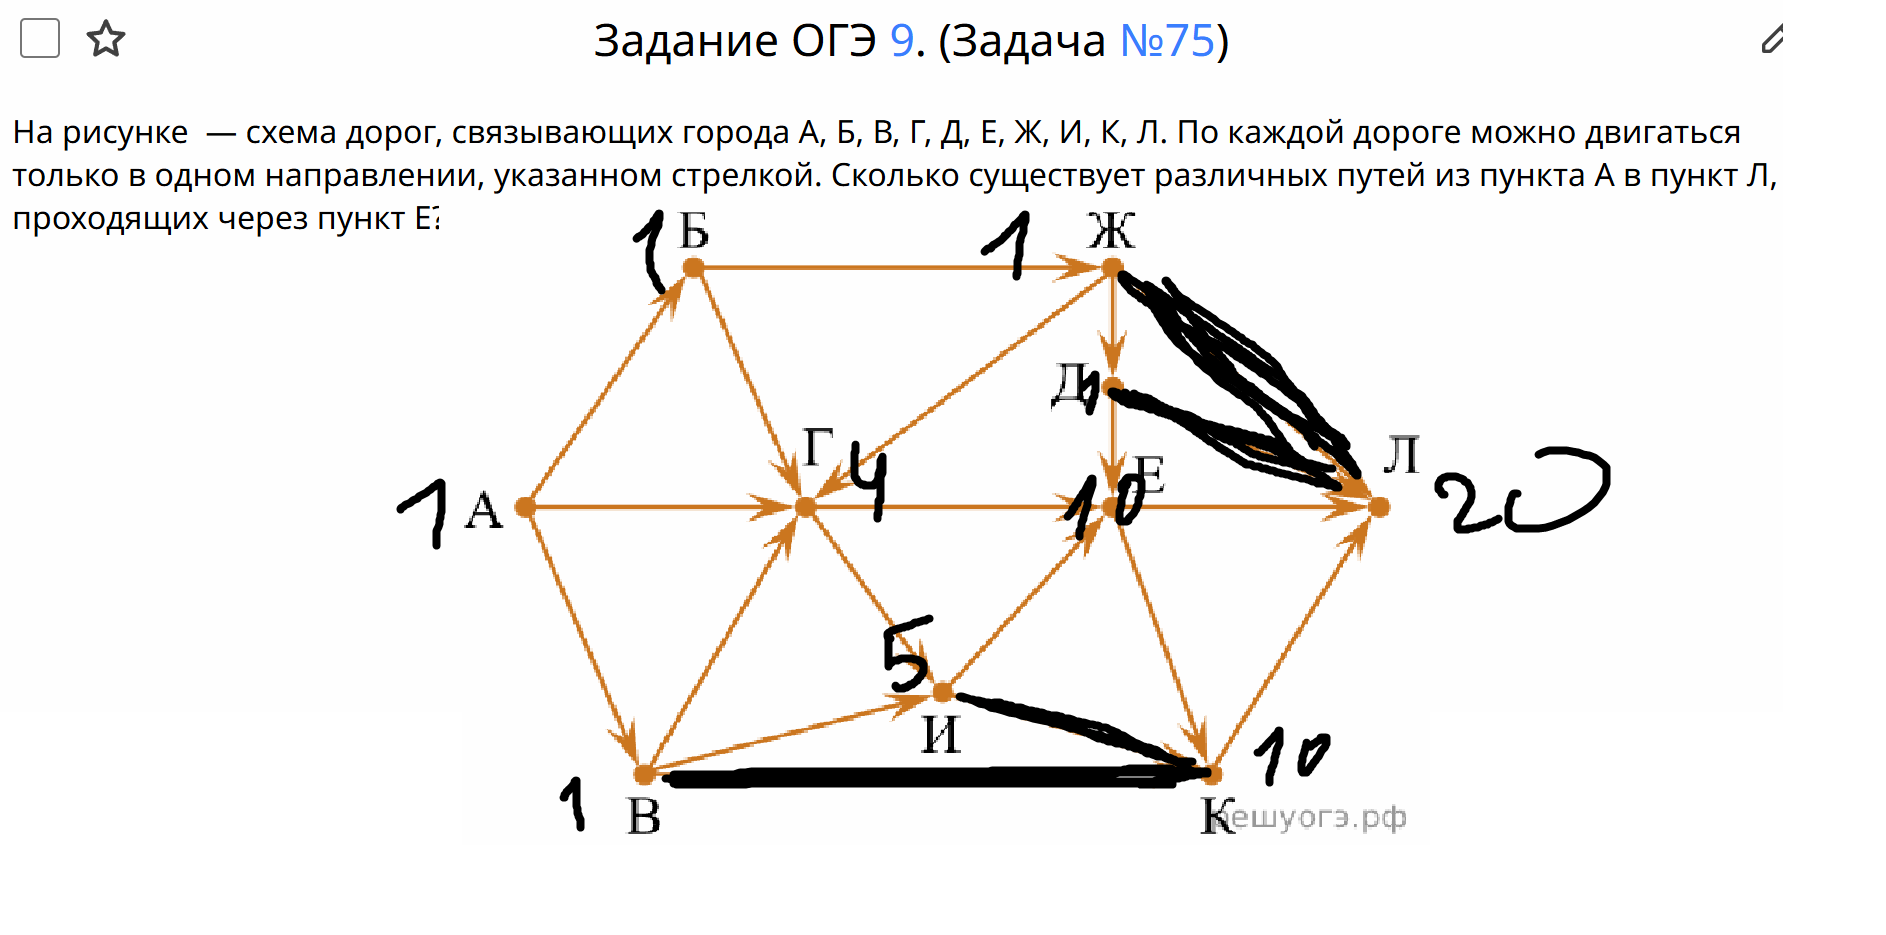 Задание ОГЭ 9. (Задача №75)
На рисунке — схема дорог, связывающих города А, Б, В, Г, Д, Е, Ж, И, К, Л. По каждой дороге можно двигаться
только в одном направлении, указанном стрелкой. Сколько существует различных путей из пункта А в пункт Л,
проходящих через пункт Е?
1 Б 1 Ж
Д 1
Г 4 Е Л
1 А 10 20
5
И 10
1 В К решуогэ.рф